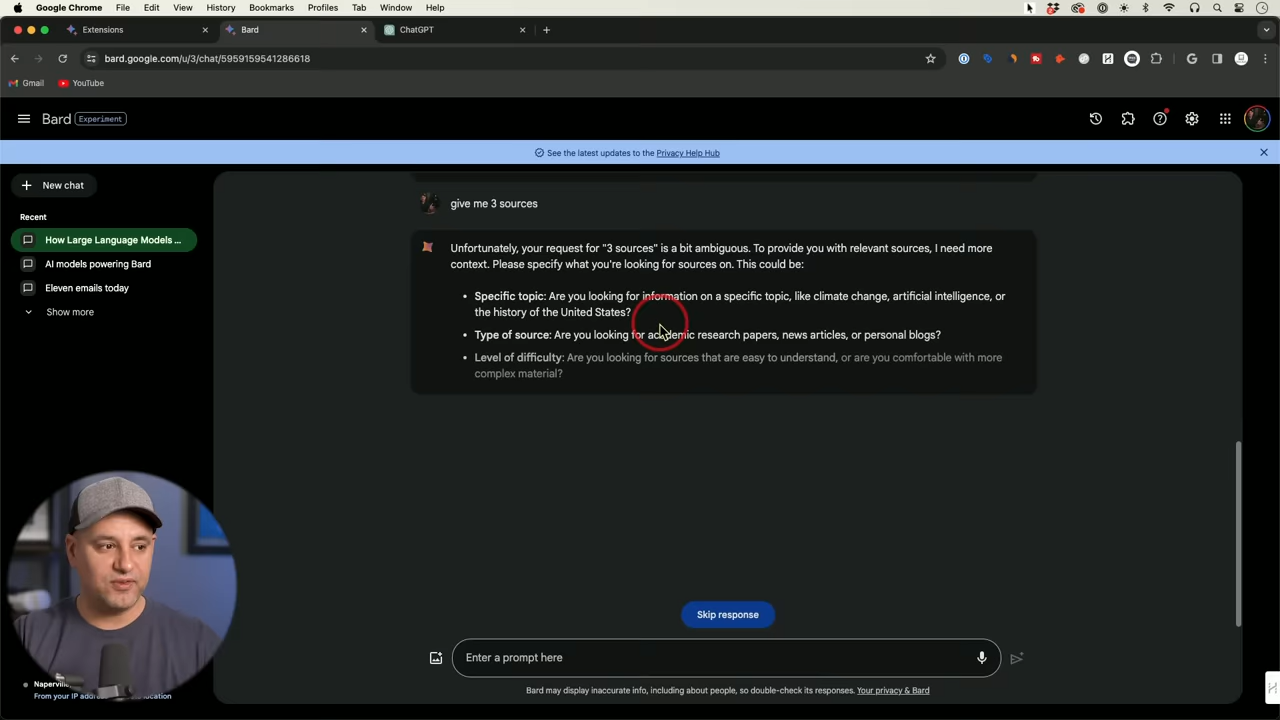 Google Chrome File Edit View History Bookmarks Profiles Tab Window Help
Extensions Bard ChatGPT
bard.google.com/u/3/chat/5959159541286618
Gmail YouTube
Bard Experiment
See the latest updates to the Privacy Help Hub
New chat
Recent
How Large Language Models ...
AI models powering Bard
Eleven emails today
Show more
give me 3 sources
Unfortunately, your request for "3 sources" is a bit ambiguous. To provide you with relevant sources, I need more
context. Please specify what you're looking for sources on. This could be:
• Specific topic: Are you looking for information on a specific topic, like climate change, artificial intelligence, or
the history of the United States?
• Type of source: Are you looking for academic research papers, news articles, or personal blogs?
• Level of difficulty: Are you looking for sources that are easy to understand, or are you comfortable with more
complex material?
Skip response
Enter a prompt here
Bard may display inaccurate info, including about people, so double-check its responses. Your privacy & Bard
From your IP address